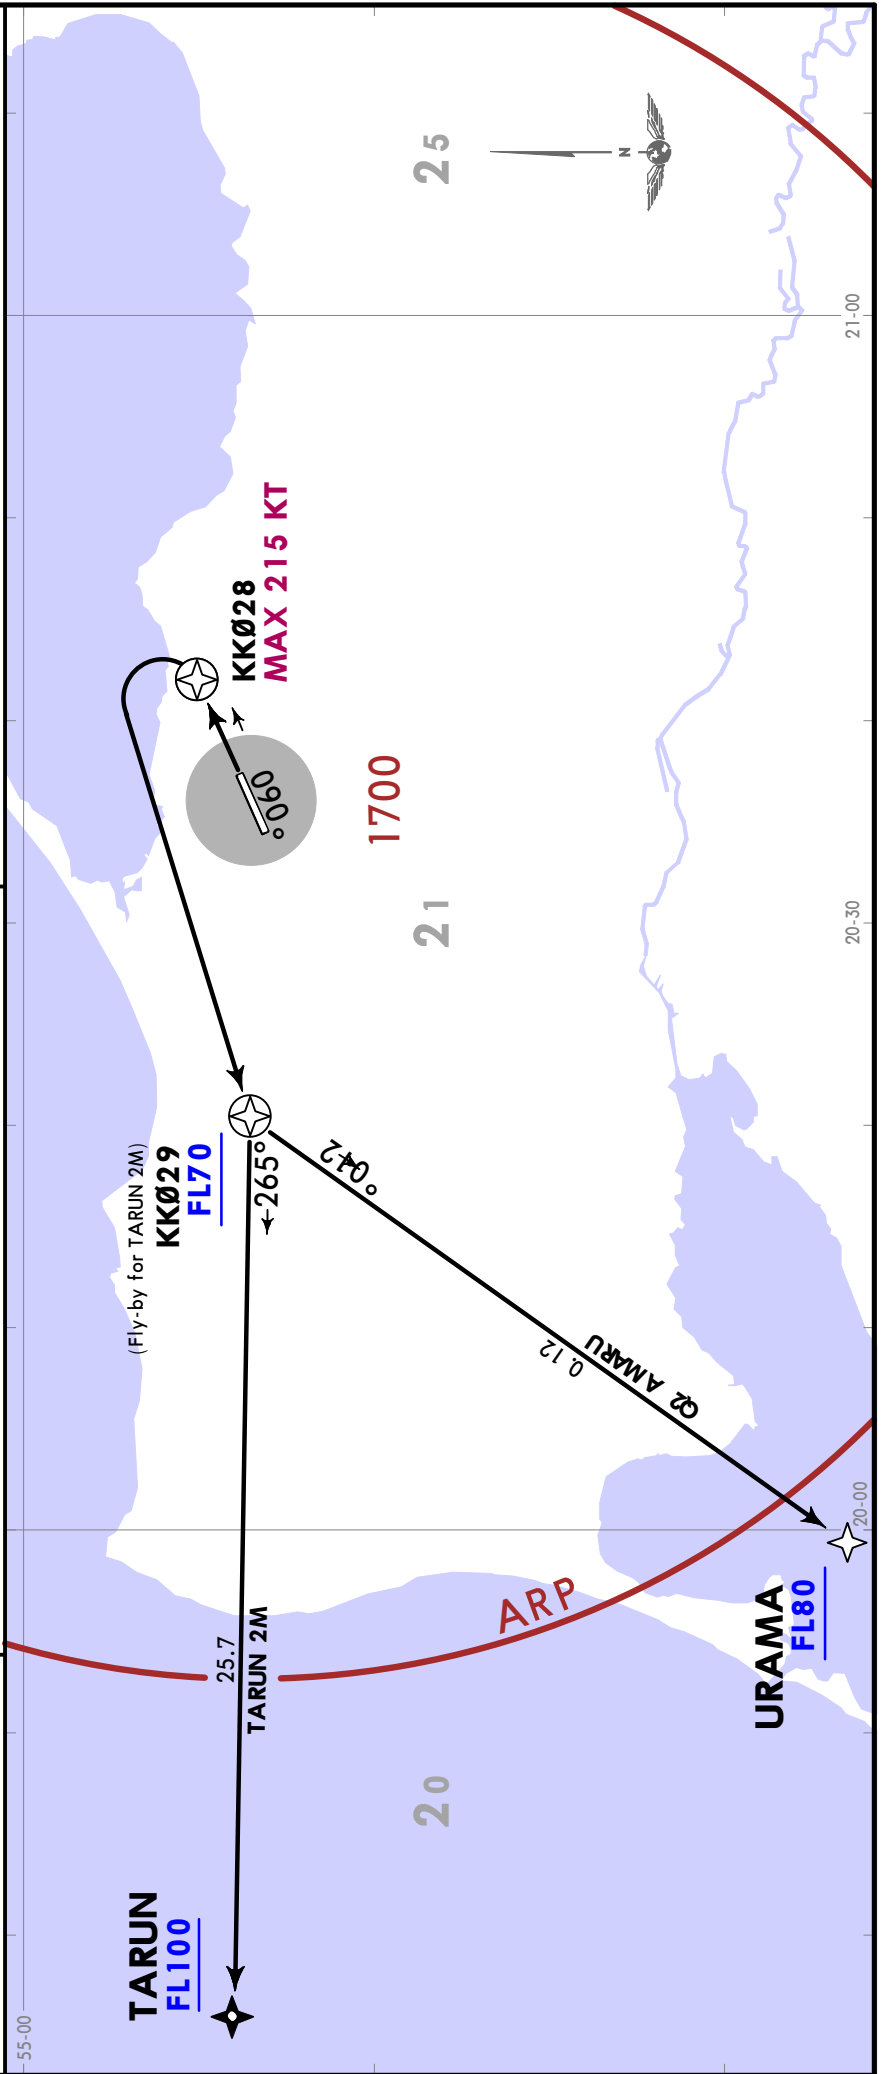 55-00
TARUN
FL100
25.7
TARUN 2M
(Fly-by for TARUN 2M)
KKØ29
FL70
265°
°042
0.12
Q2 AMARU
URAMA
FL80
ARP
20
21
25
1700
060°
KKØ28
MAX 215 KT
N
20-00
20-30
21-00